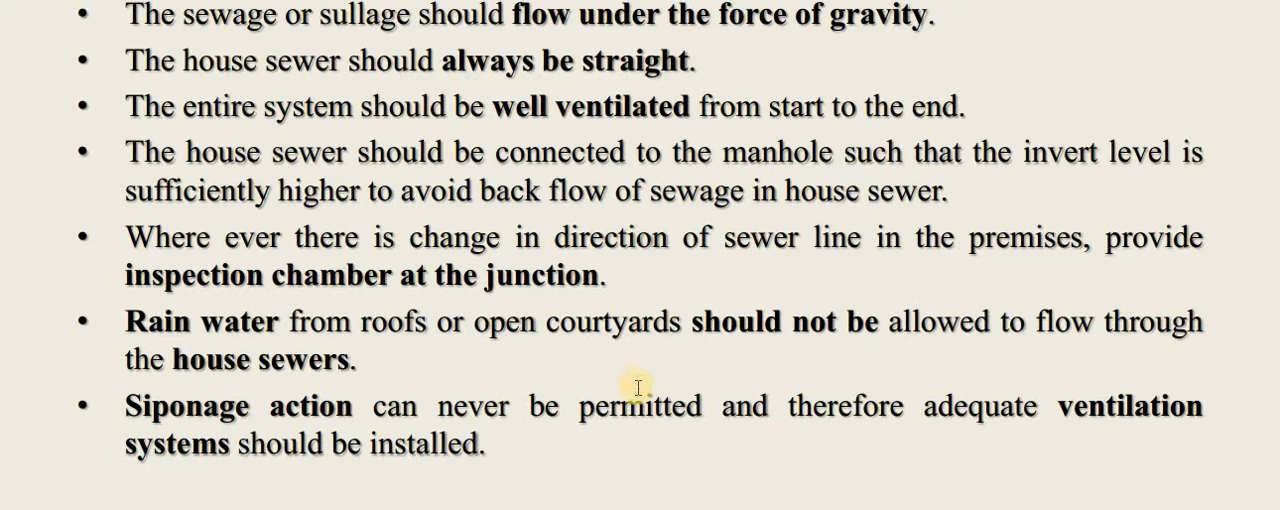 • The sewage or sullage should flow under the force of gravity.
• The house sewer should always be straight.
• The entire system should be well ventilated from start to the end.
• The house sewer should be connected to the manhole such that the invert level is
sufficiently higher to avoid back flow of sewage in house sewer.
• Where ever there is change in direction of sewer line in the premises, provide
inspection chamber at the junction.
• Rain water from roofs or open courtyards should not be allowed to flow through
the house sewers.
• Siponage action can never be permitted and therefore adequate ventilation
systems should be installed.